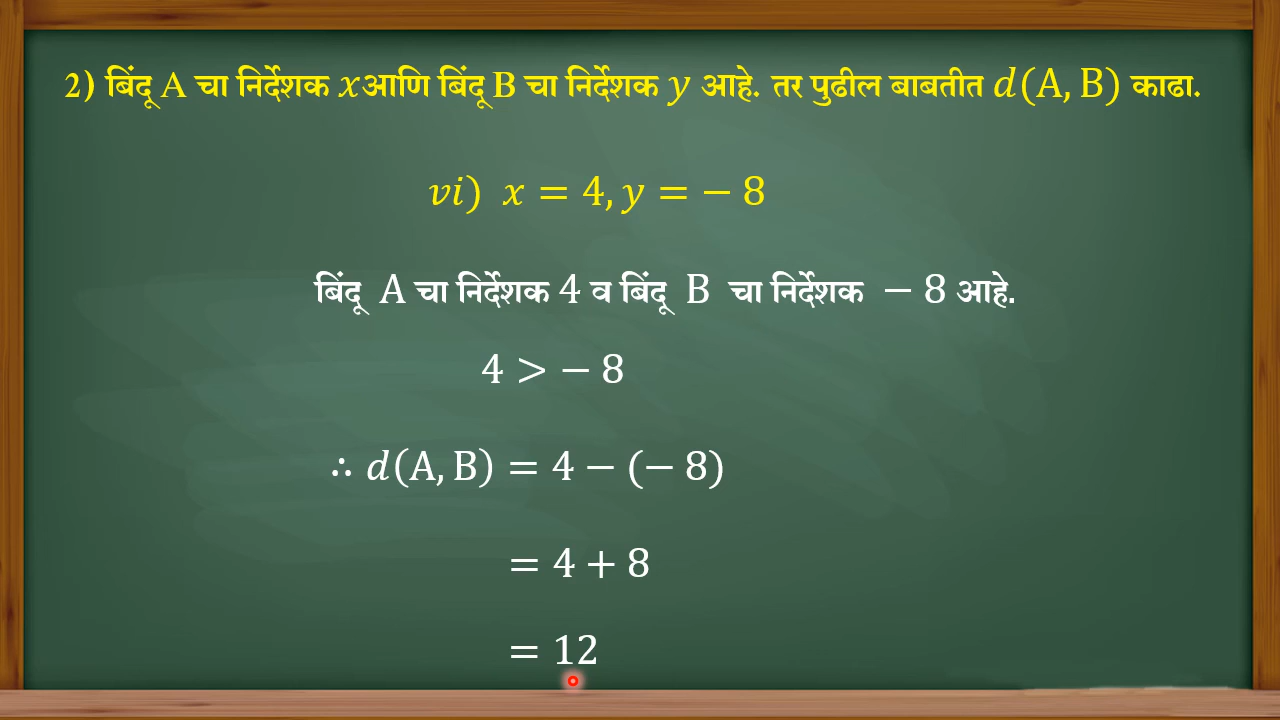 2) बिंदू A चा निर्देशक x आणि बिंदू B चा निर्देशक y आहे. तर पुढील बाबतीत d(A, B) काढा.
vi) x = 4, y = − 8
बिंदू A चा निर्देशक 4 व बिंदू B चा निर्देशक − 8 आहे.
4 > − 8
∴ d(A, B) = 4 − (− 8)
= 4 + 8
= 12